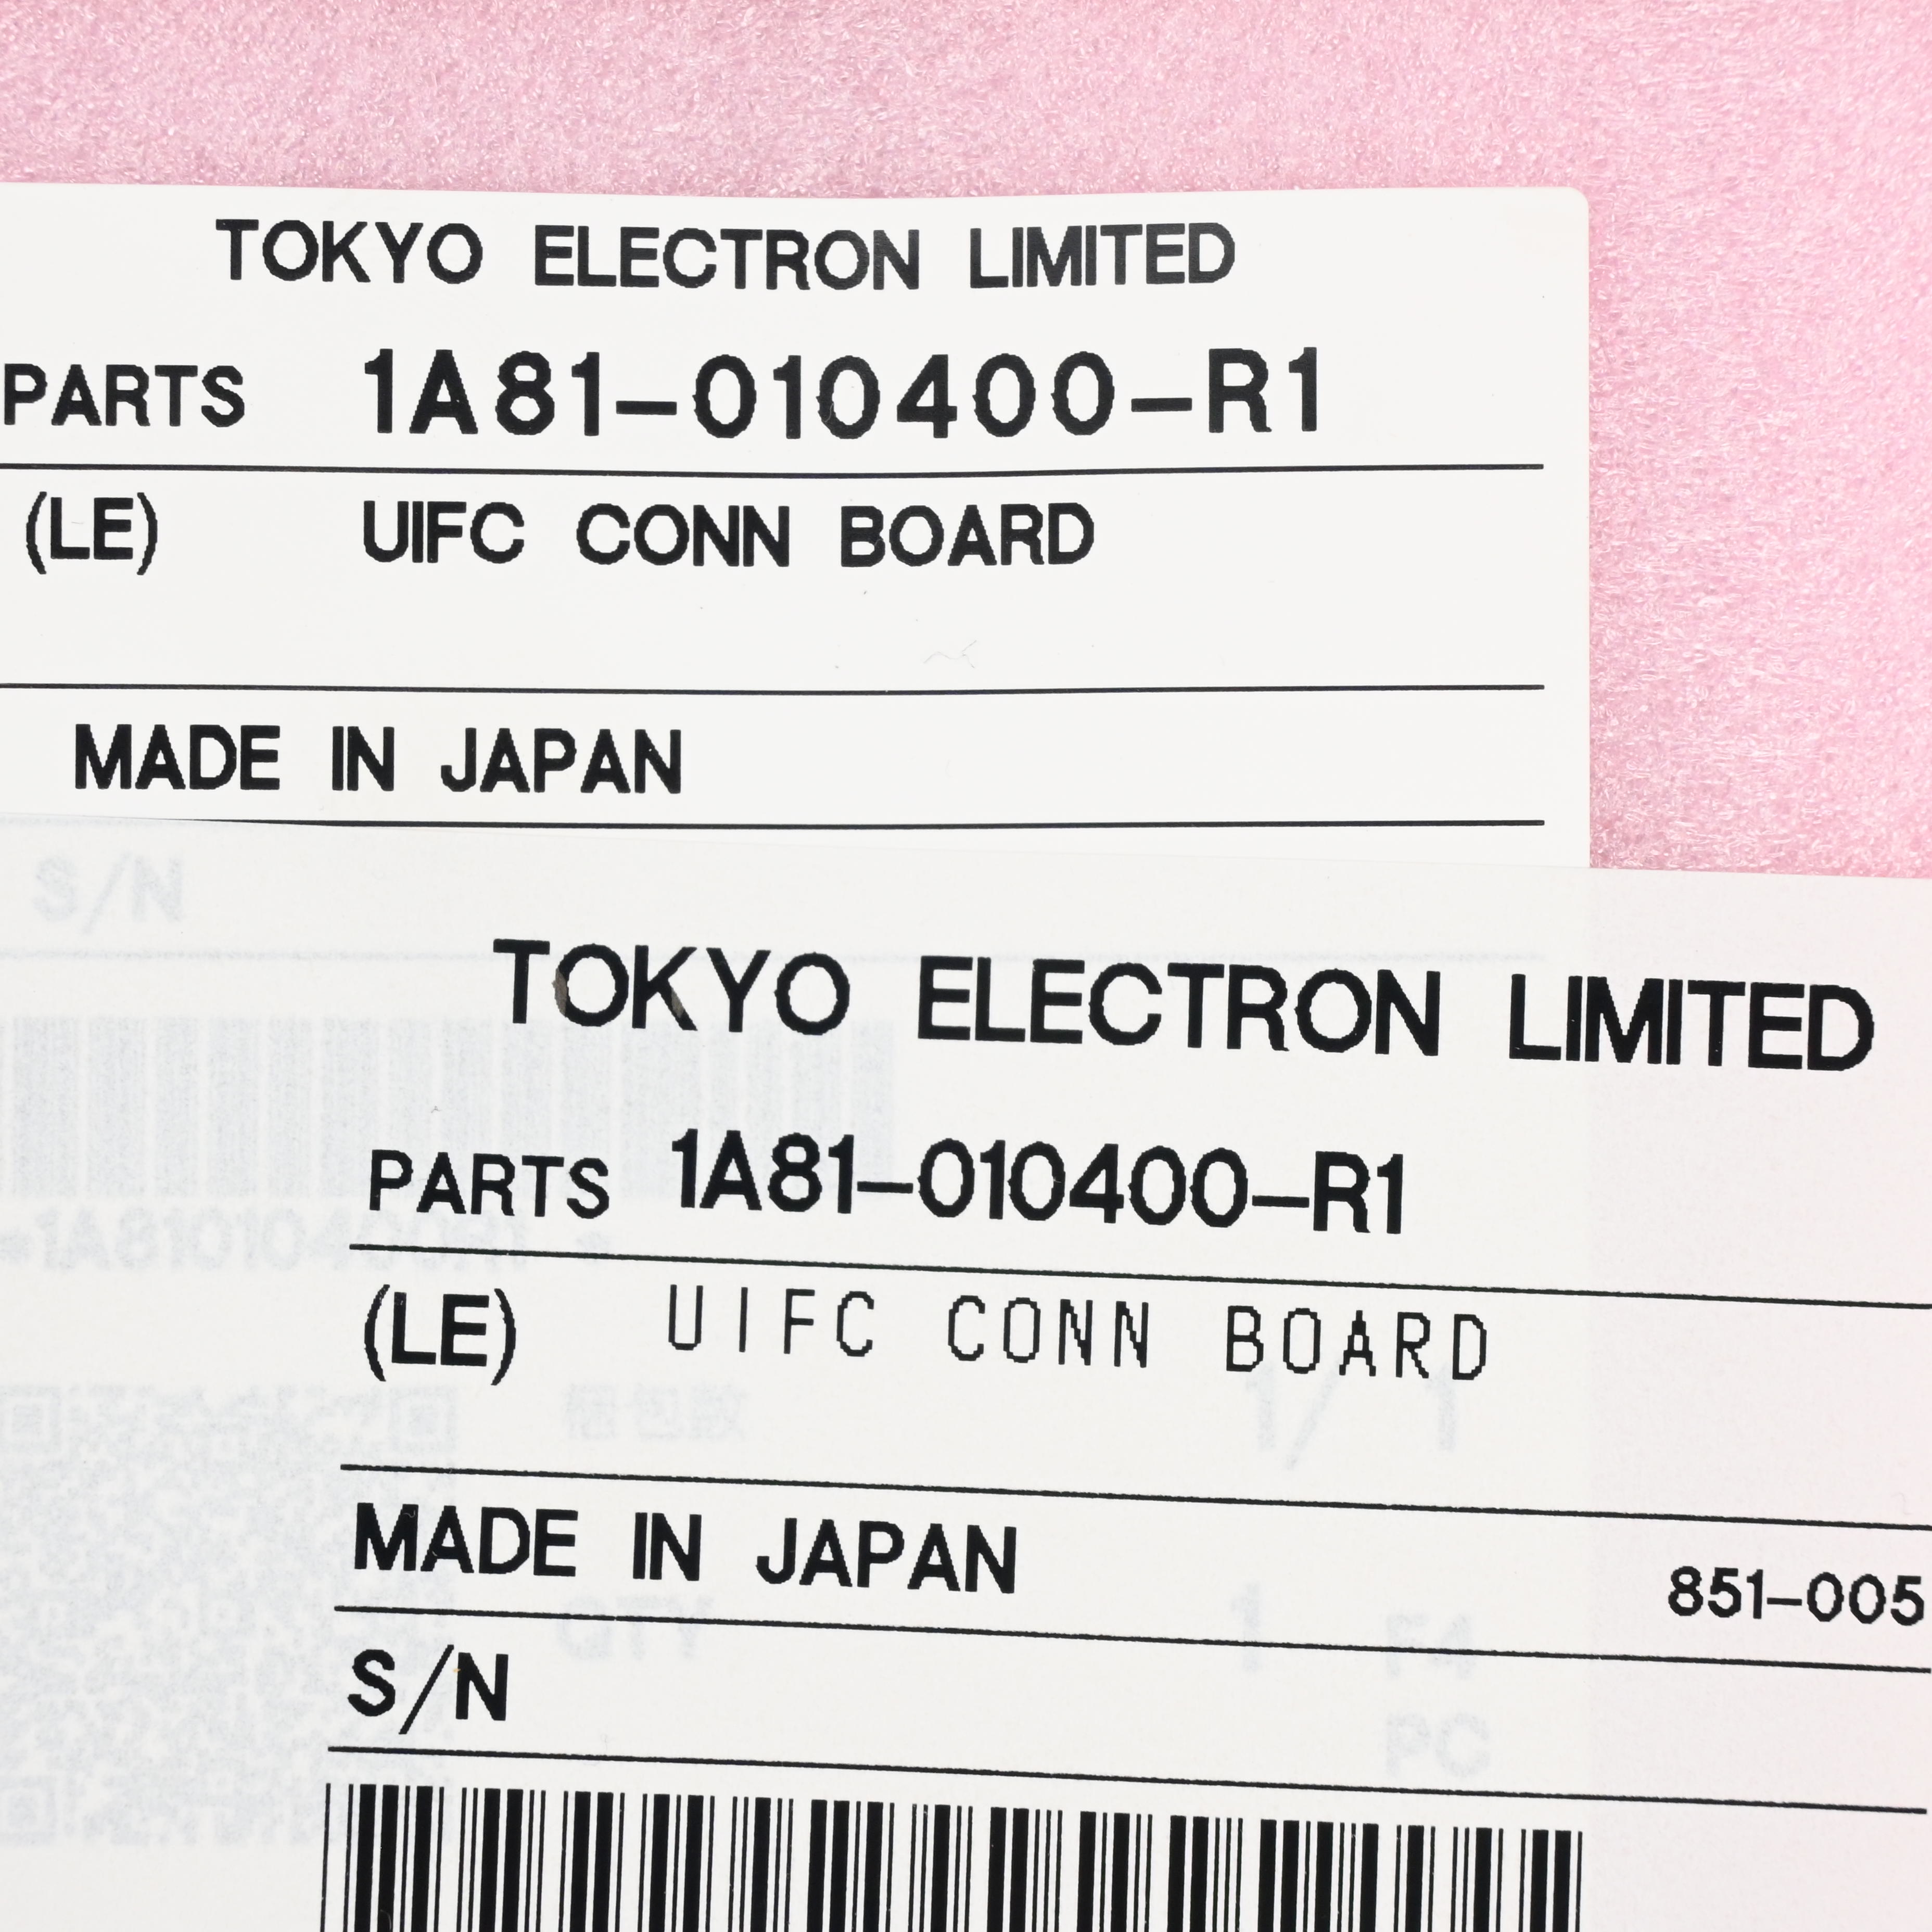 TOKYO ELECTRON LIMITED
PARTS 1A81-010400-R1
(LE) UIFC CONN BOARD
MADE IN JAPAN
S/N
TOKYO ELECTRON LIMITED
PARTS 1A81-010400-R1
(LE) UIFC CONN BOARD
MADE IN JAPAN 851-005
S/N